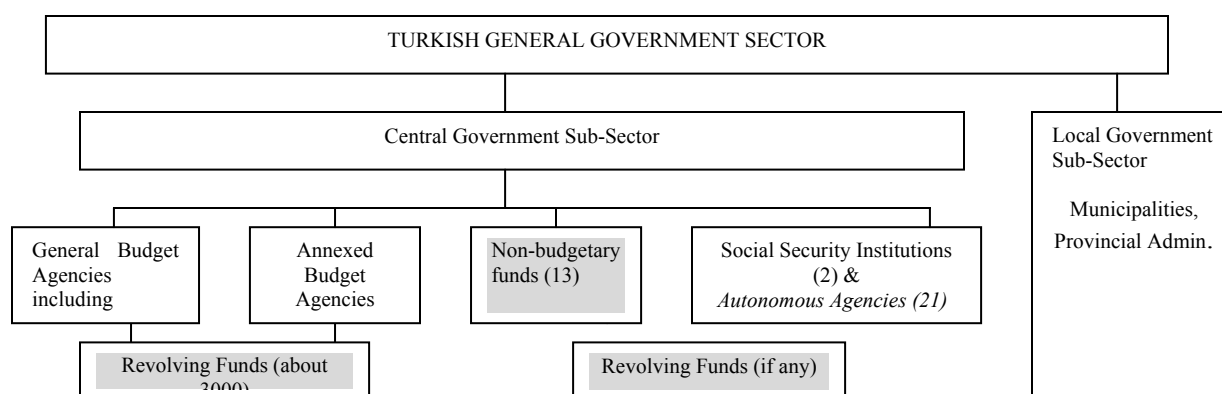 TURKISH GENERAL GOVERNMENT SECTOR
Central Government Sub-Sector
Local Government
Sub-Sector
Municipalities,
Provincial Admin.
General Budget
Agencies
including
Annexed
Budget
Agencies
Non-budgetary
funds (13)
Social Security Institutions
(2) &
Autonomous Agencies (21)
Revolving Funds (about
3000)
Revolving Funds (if any)